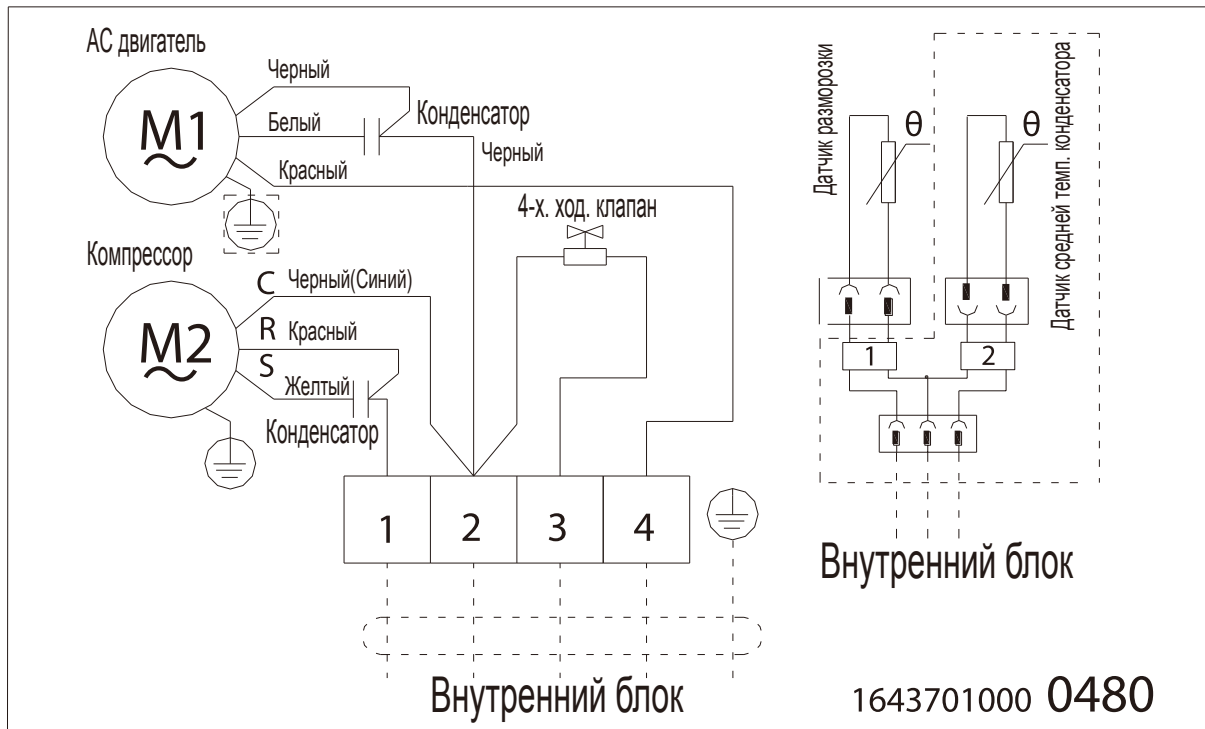 АС двигатель
Черный
M1
Белый
Конденсатор
Черный
Красный
4-х. ход. клапан
Компрессор
C
Черный(Синий)
R
Красный
M2
S
Желтый
Конденсатор
1
2
3
4
Внутренний блок
Датчик разморозки
θ
θ
Датчик средней темп. конденсатора
1
2
Внутренний блок
1643701000 0480